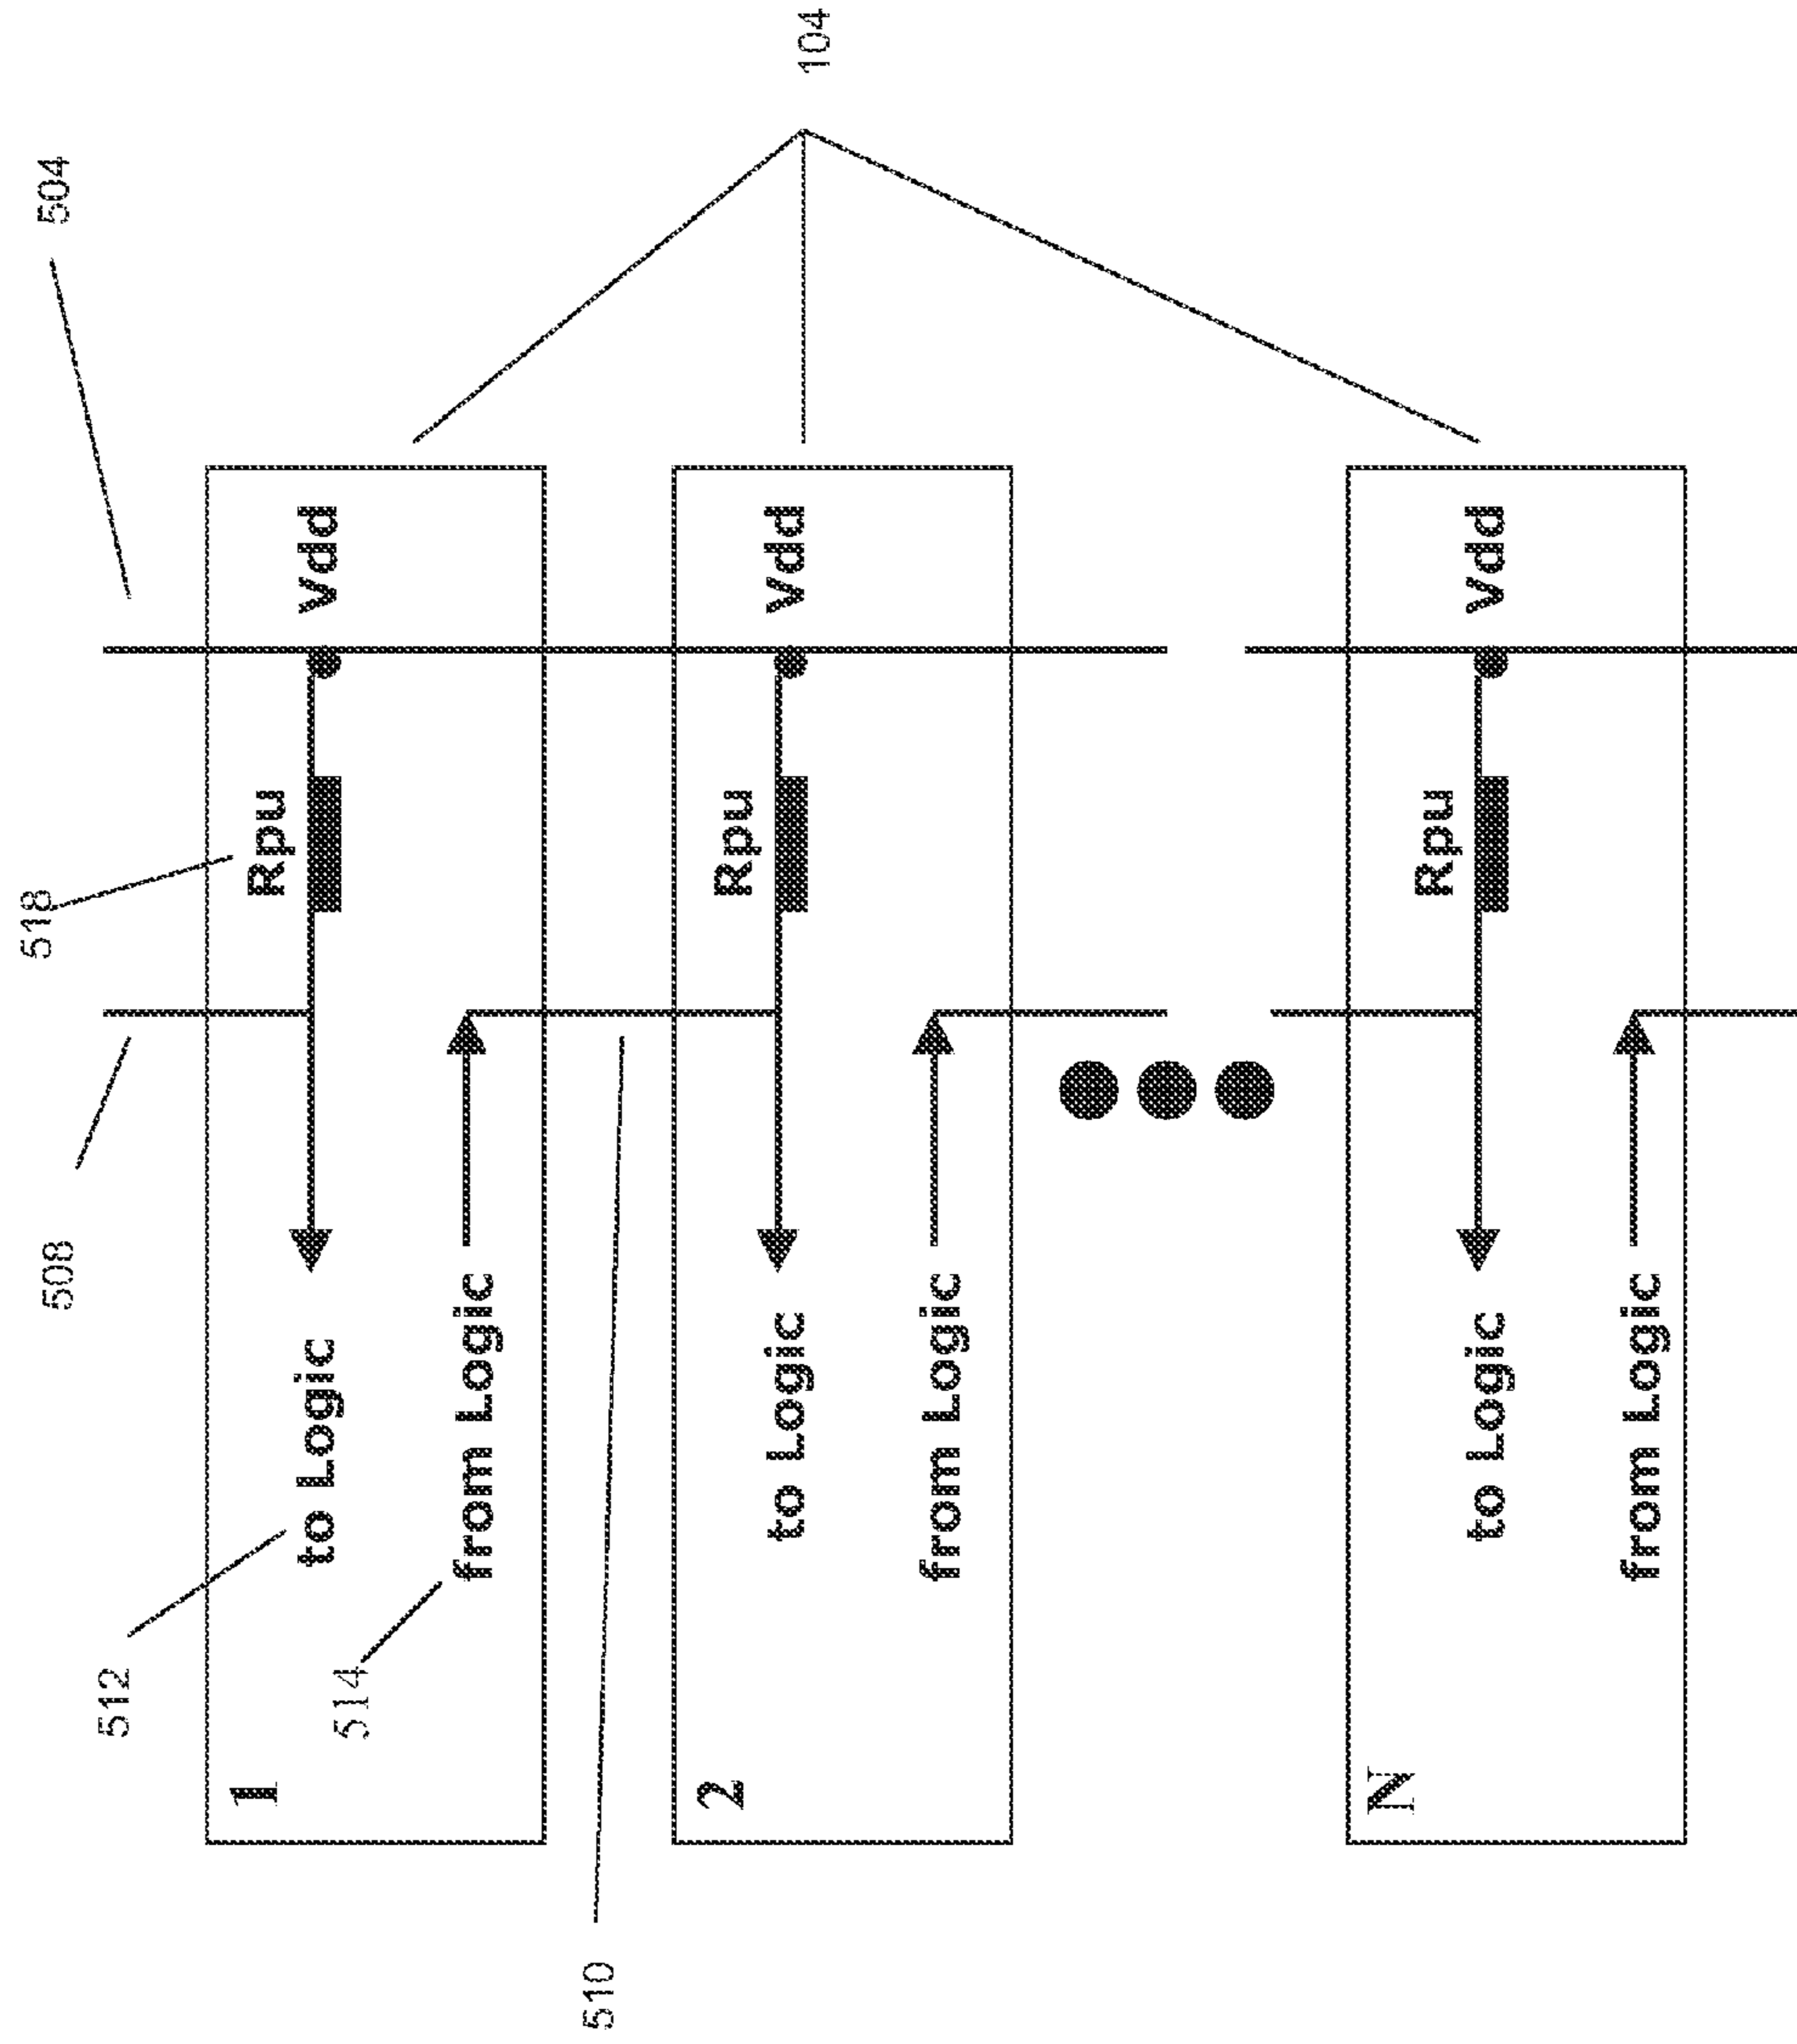 518
504
508
512
1
Rpu
to Logic
Vdd
514
from Logic
510
2
Rpu
to Logic
Vdd
104
from Logic
N
Rpu
to Logic
Vdd
from Logic